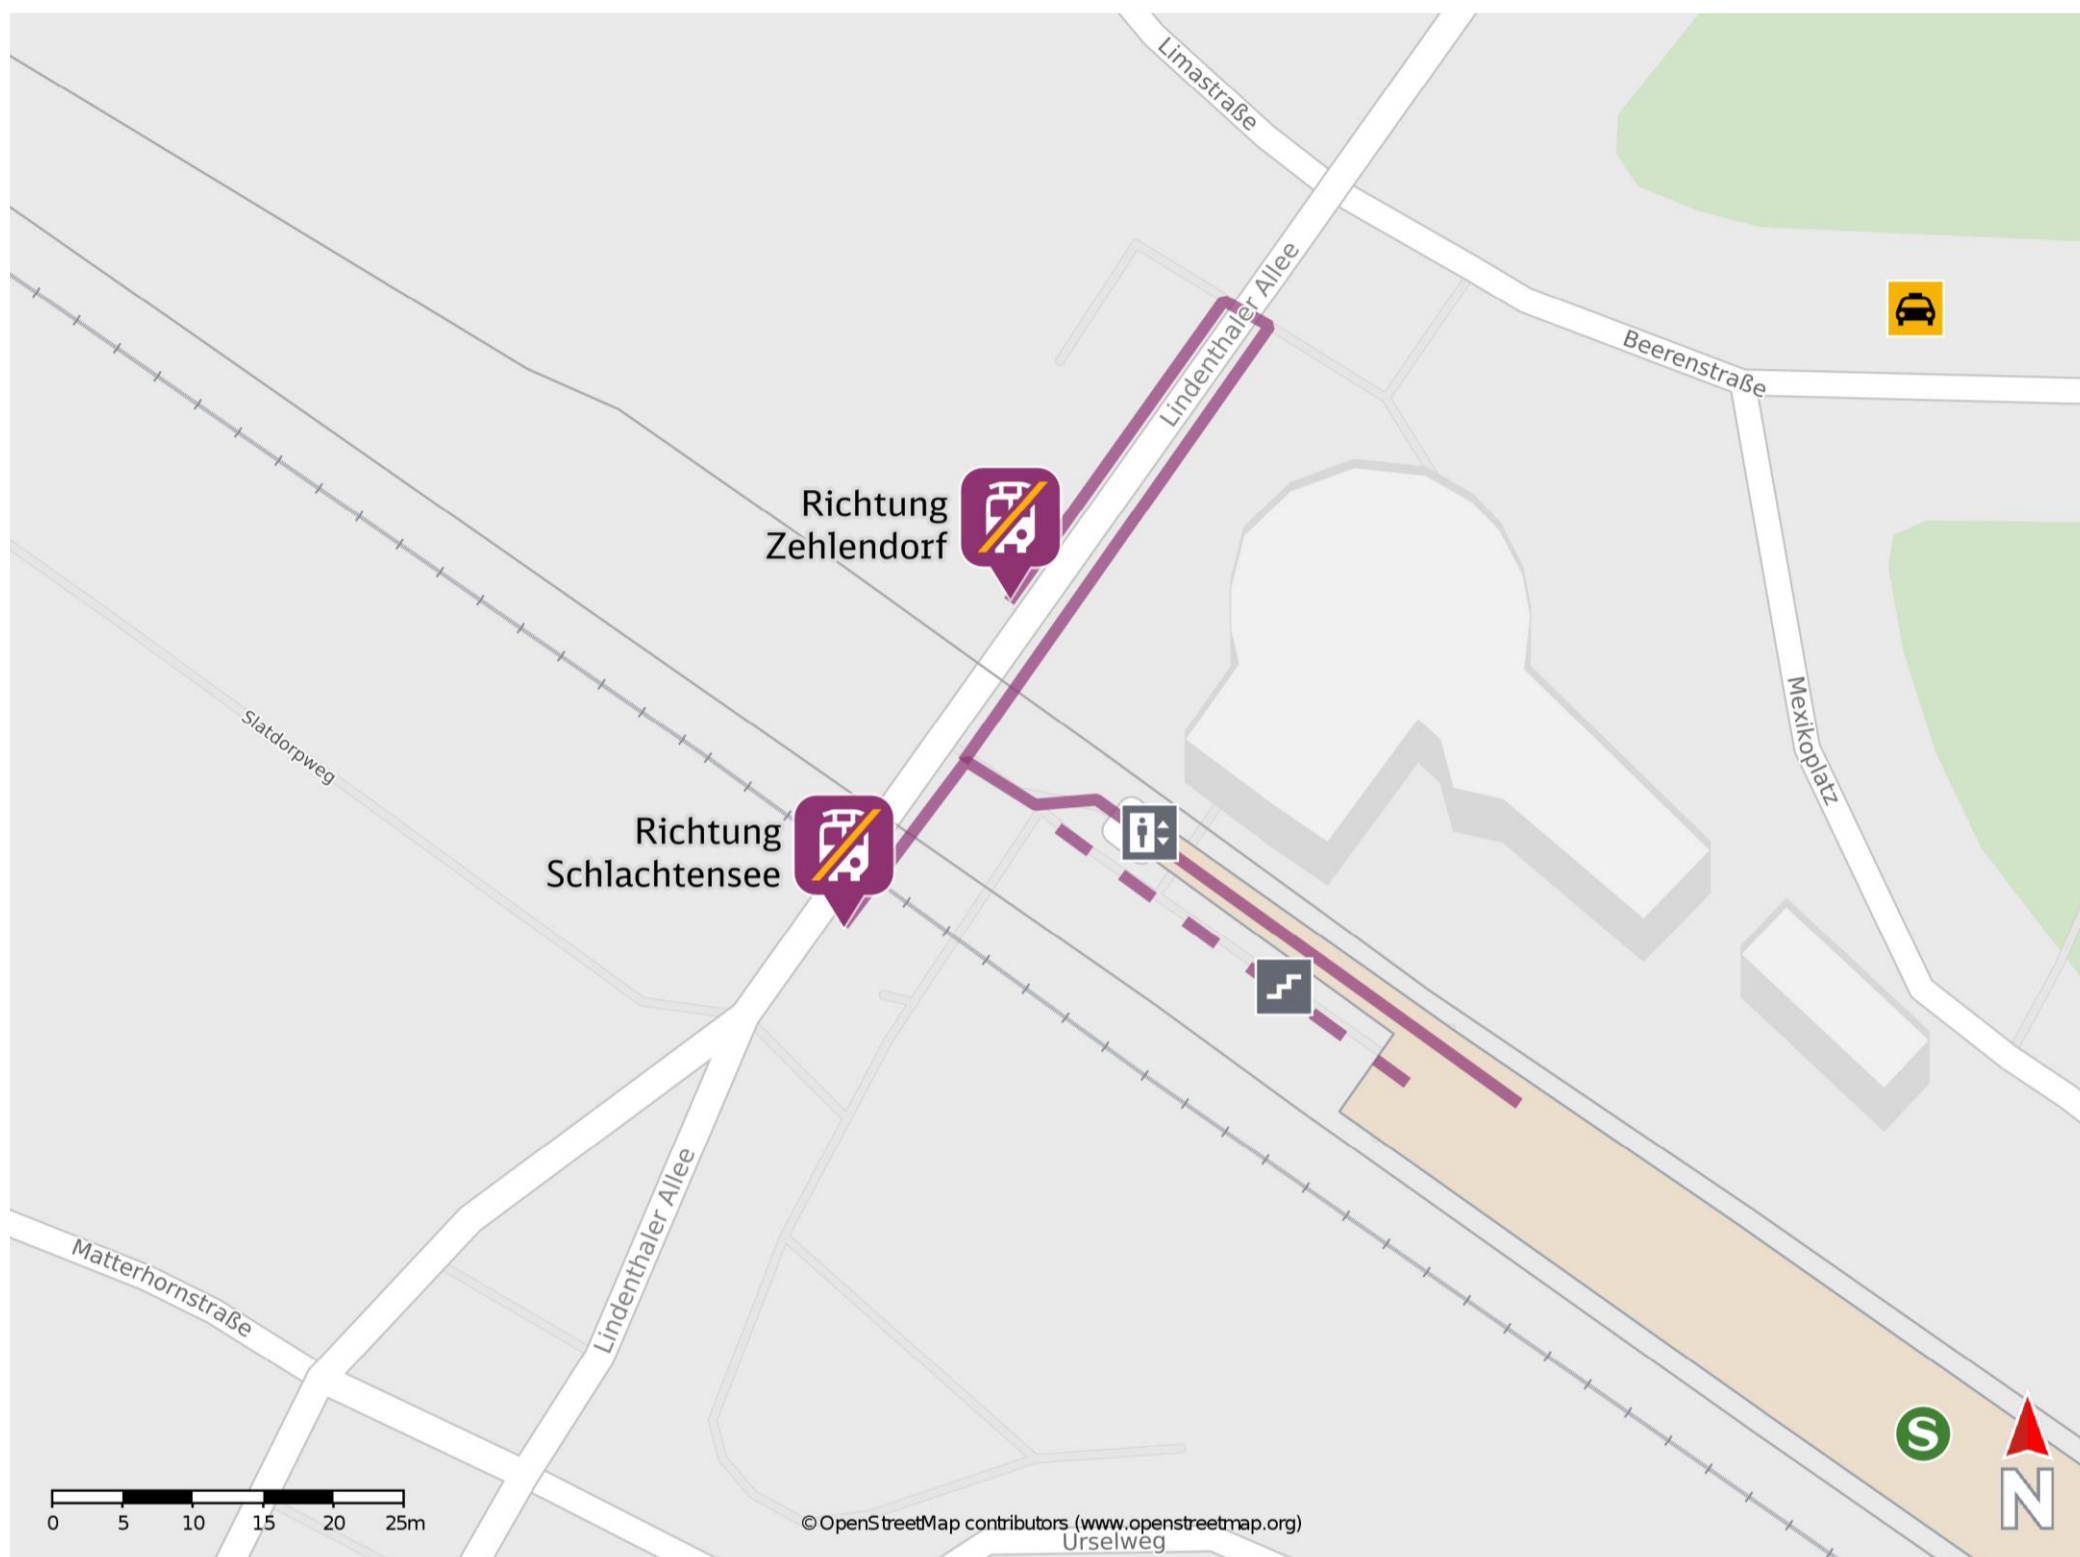 Limastraße
Lindenthaler Allee
Beerenstraße
Richtung
Zehlendorf
Mexikoplatz
Slatdorpweg
Richtung
Schlachtensee
Lindenthaler Allee
Matterhornstraße
S
N
0 5 10 15 20 25m
©OpenStreetMap contributors (www.openstreetmap.org)
Urselweg